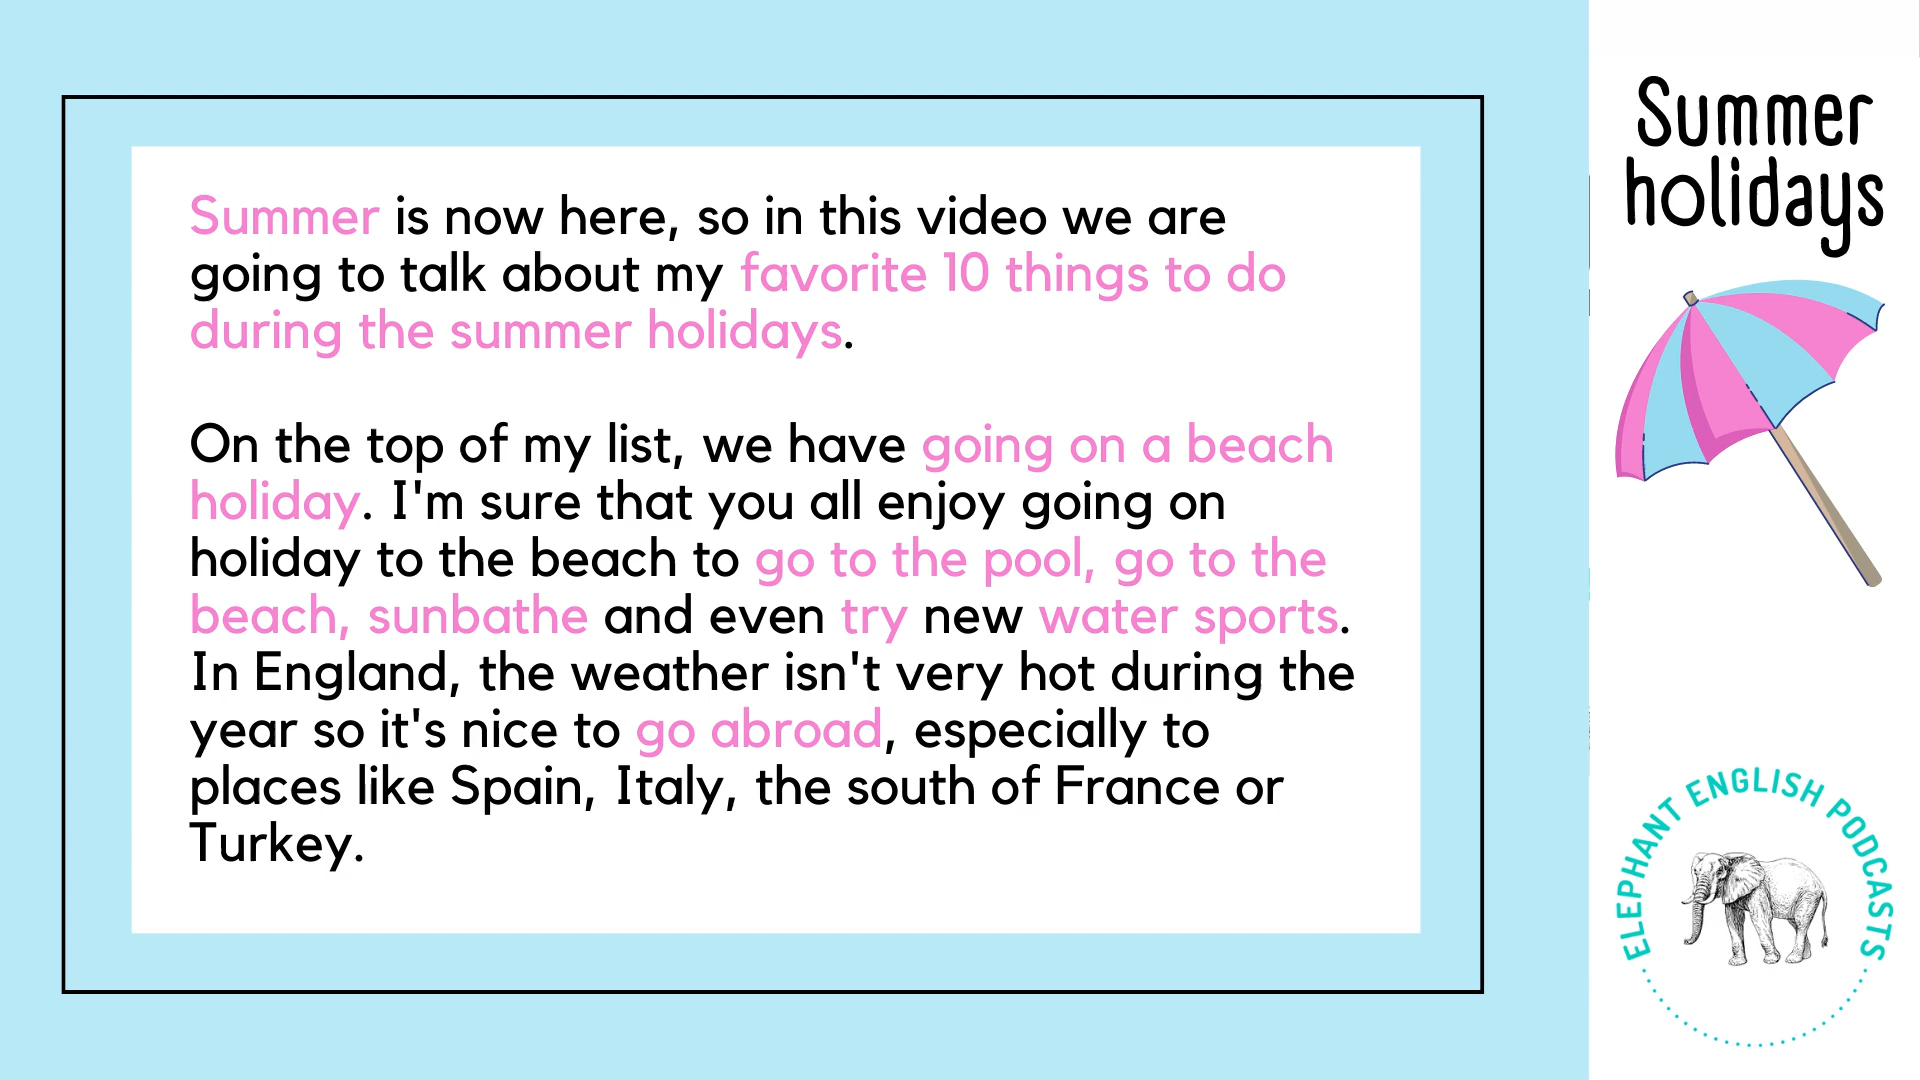 Summer is now here, so in this video we are
going to talk about my favorite 10 things to do
during the summer holidays.
On the top of my list, we have going on a beach
holiday. I'm sure that you all enjoy going on
holiday to the beach to go to the pool, go to the
beach, sunbathe and even try new water sports.
In England, the weather isn't very hot during the
year so it's nice to go abroad, especially to
places like Spain, Italy, the south of France or
Turkey.
Summer
holidays
ELEPHANT ENGLISH PODCASTS